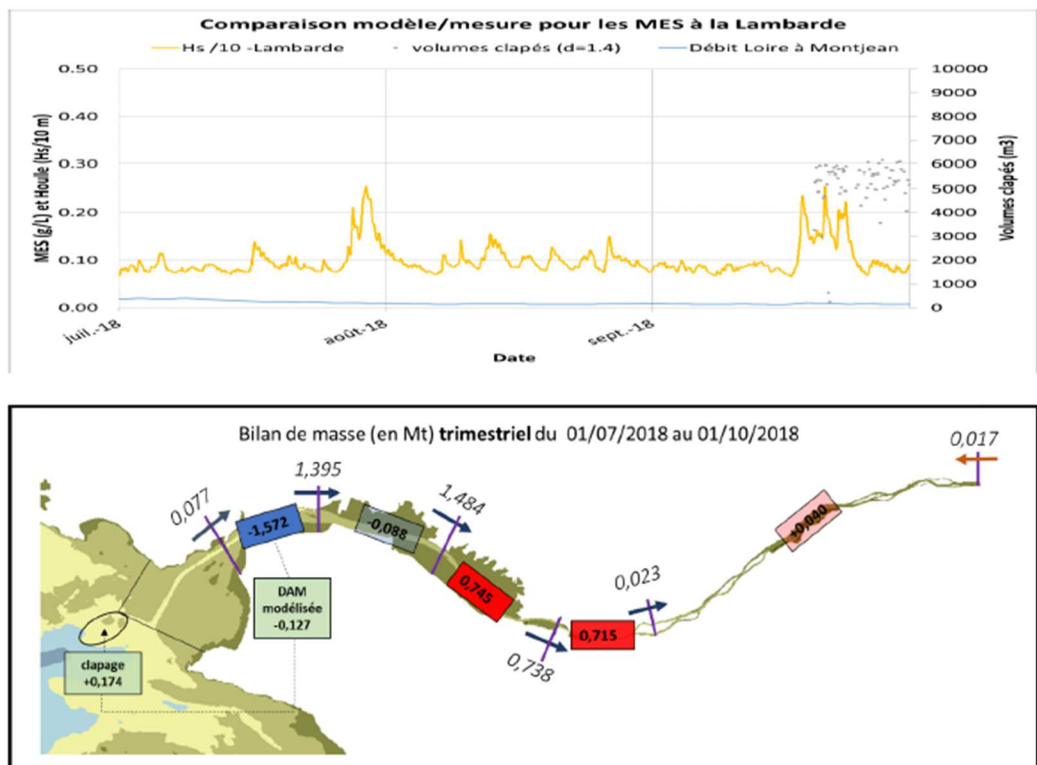 Comparaison modèle/mesure pour les MES à la Lambarde
Hs /10 -Lambarde
volumes clapés (d=1.4)
Débit Loire à Montjean
MES (g/L) et Houle (Hs/10 m)
0.50
0.40
0.30
0.20
0.10
0.00
10000
9000
8000
7000
6000
5000
4000
3000
2000
1000
0
Volumes clapés (m3)
juil.-18
août-18
sept.-18
Date
Bilan de masse (en Mt) trimestriel du 01/07/2018 au 01/10/2018
0,017
1,395
1,484
0,077
-1,572
-0,088
+0,040
0,745
0,023
DAM
modélisée
-0,127
0,715
0,738
clapage
+0,174